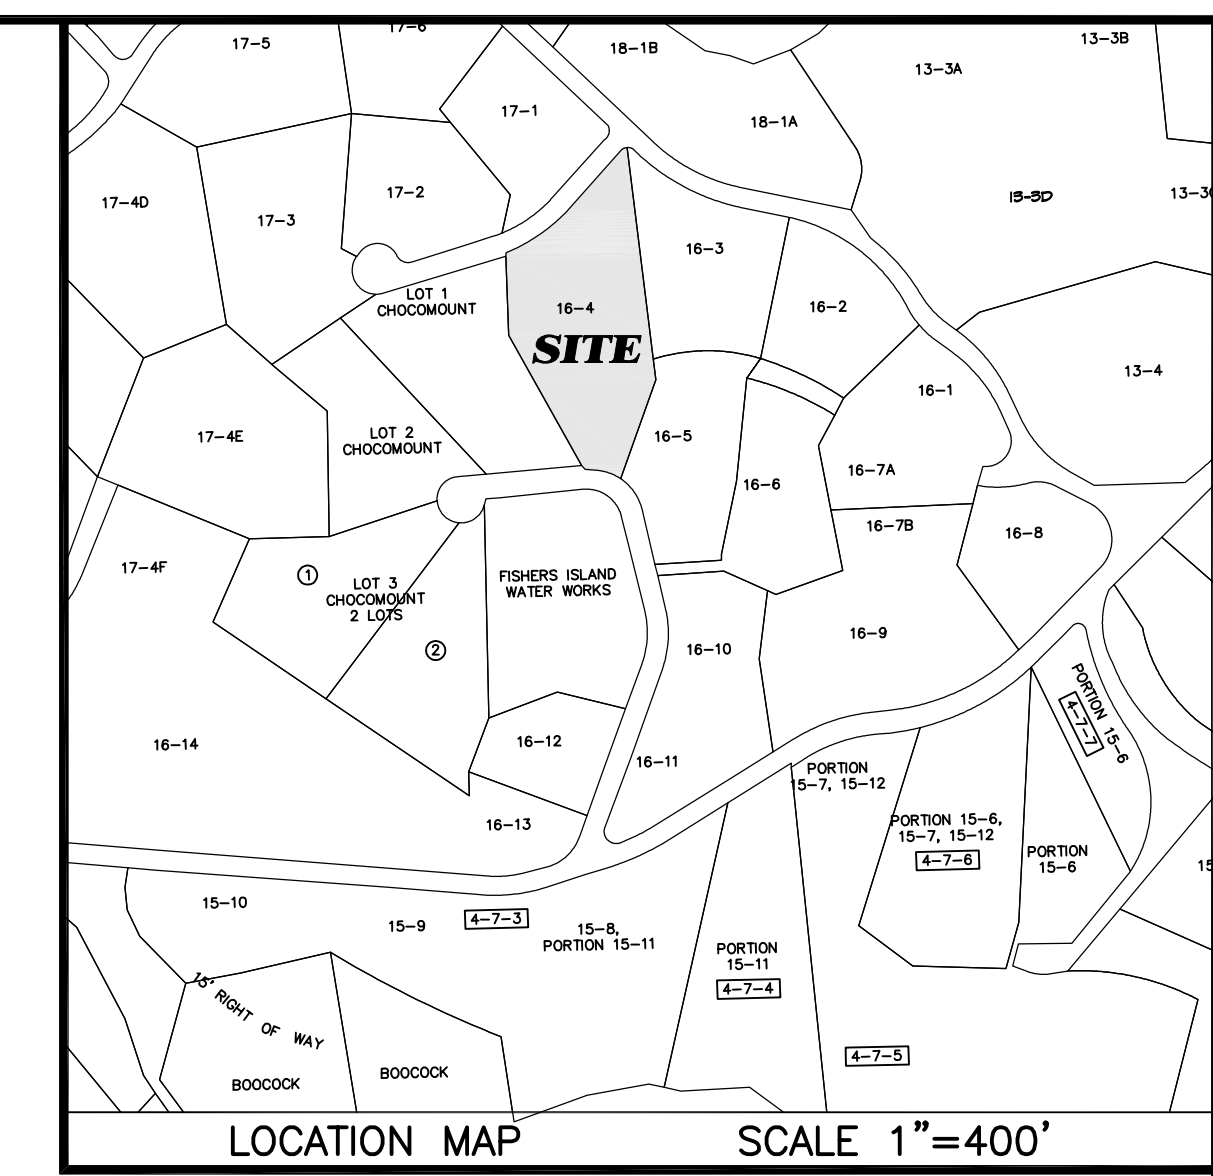 17-6
17-5
18-1B
13-3B
13-3A
17-1
18-1A
17-4D
17-2
13-3D
17-3
16-3
LOT 1
CHOCOMOUNT
16-4
16-2
SITE
13-4
16-1
17-4E
LOT 2
CHOCOMOUNT
16-5
16-7A
16-6
16-7B
16-8
17-4F
1
LOT 3
CHOCOMOUNT
2 LOTS
FISHERS ISLAND
WATER WORKS
2
16-10
16-9
PORTION 15-6
4-7-7
16-14
16-12
16-11
PORTION
15-7, 15-12
16-13
PORTION 15-6,
15-7, 15-12
4-7-6
PORTION
15-6
15-10
15-9
4-7-3
15-8,
PORTION 15-11
PORTION
15-11
4-7-4
15' RIGHT OF WAY
4-7-5
BOOCOCK
BOOCOCK
LOCATION MAP
SCALE 1"=400'